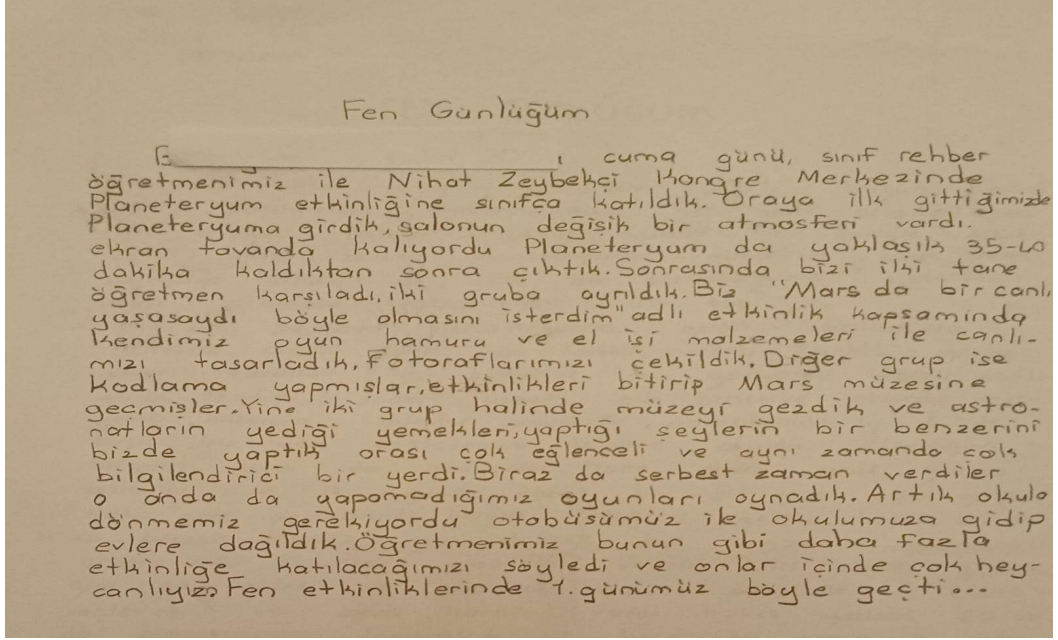 Fen Günlüğüm
cuma günü, sınıf rehber
öğretmenimiz ile Nihat Zeybekçi Kongre Merkezinde
Planeteryum etkinliğine sınıfça katıldık. Oraya ilk gittiğimizde
Planeteryuma girdik, salonun değişik bir atmosferi vardı.
ekran tavanda kalıyordu Planeteryum da yaklaşık 35-40
dakika kaldıktan sonra çıktık. Sonrasında bizi iki tane
öğretmen karşıladı, iki gruba ayrıldık. Biz "Mars da bir canlı
yaşasaydı böyle olmasını isterdim" adlı etkinlik kapsamında
kendimiz oyun hamuru ve el işi malzemeleri ile canlı-
mızı tasarladık, fotoraflarımızı çekildik. Diğer grup ise
kodlama yapmışlar, etkinlikleri bitirip Mars müzesine
geçmişler. Yine iki grup halinde müzeyi gezdik ve astro-
natların yediği yemekleri, yaptığı şeylerin bir benzerini
bizde yaptık orası çok eğlenceli ve aynı zamanda çok
bilgilendirici bir yerdi. Biraz da serbest zaman verdiler
o anda da yapamadığımız oyunları oynadık. Artık okula
dönmemiz gerekiyordu otobüsümüz ile okulumuza gidip
evlere dağıldık. Öğretmenimiz bunun gibi daha fazla
etkinliğe katılacağımızı söyledi ve onlar içinde çok hey-
canlıyız. Fen etkinliklerinde 1. günümüz böyle geçti...